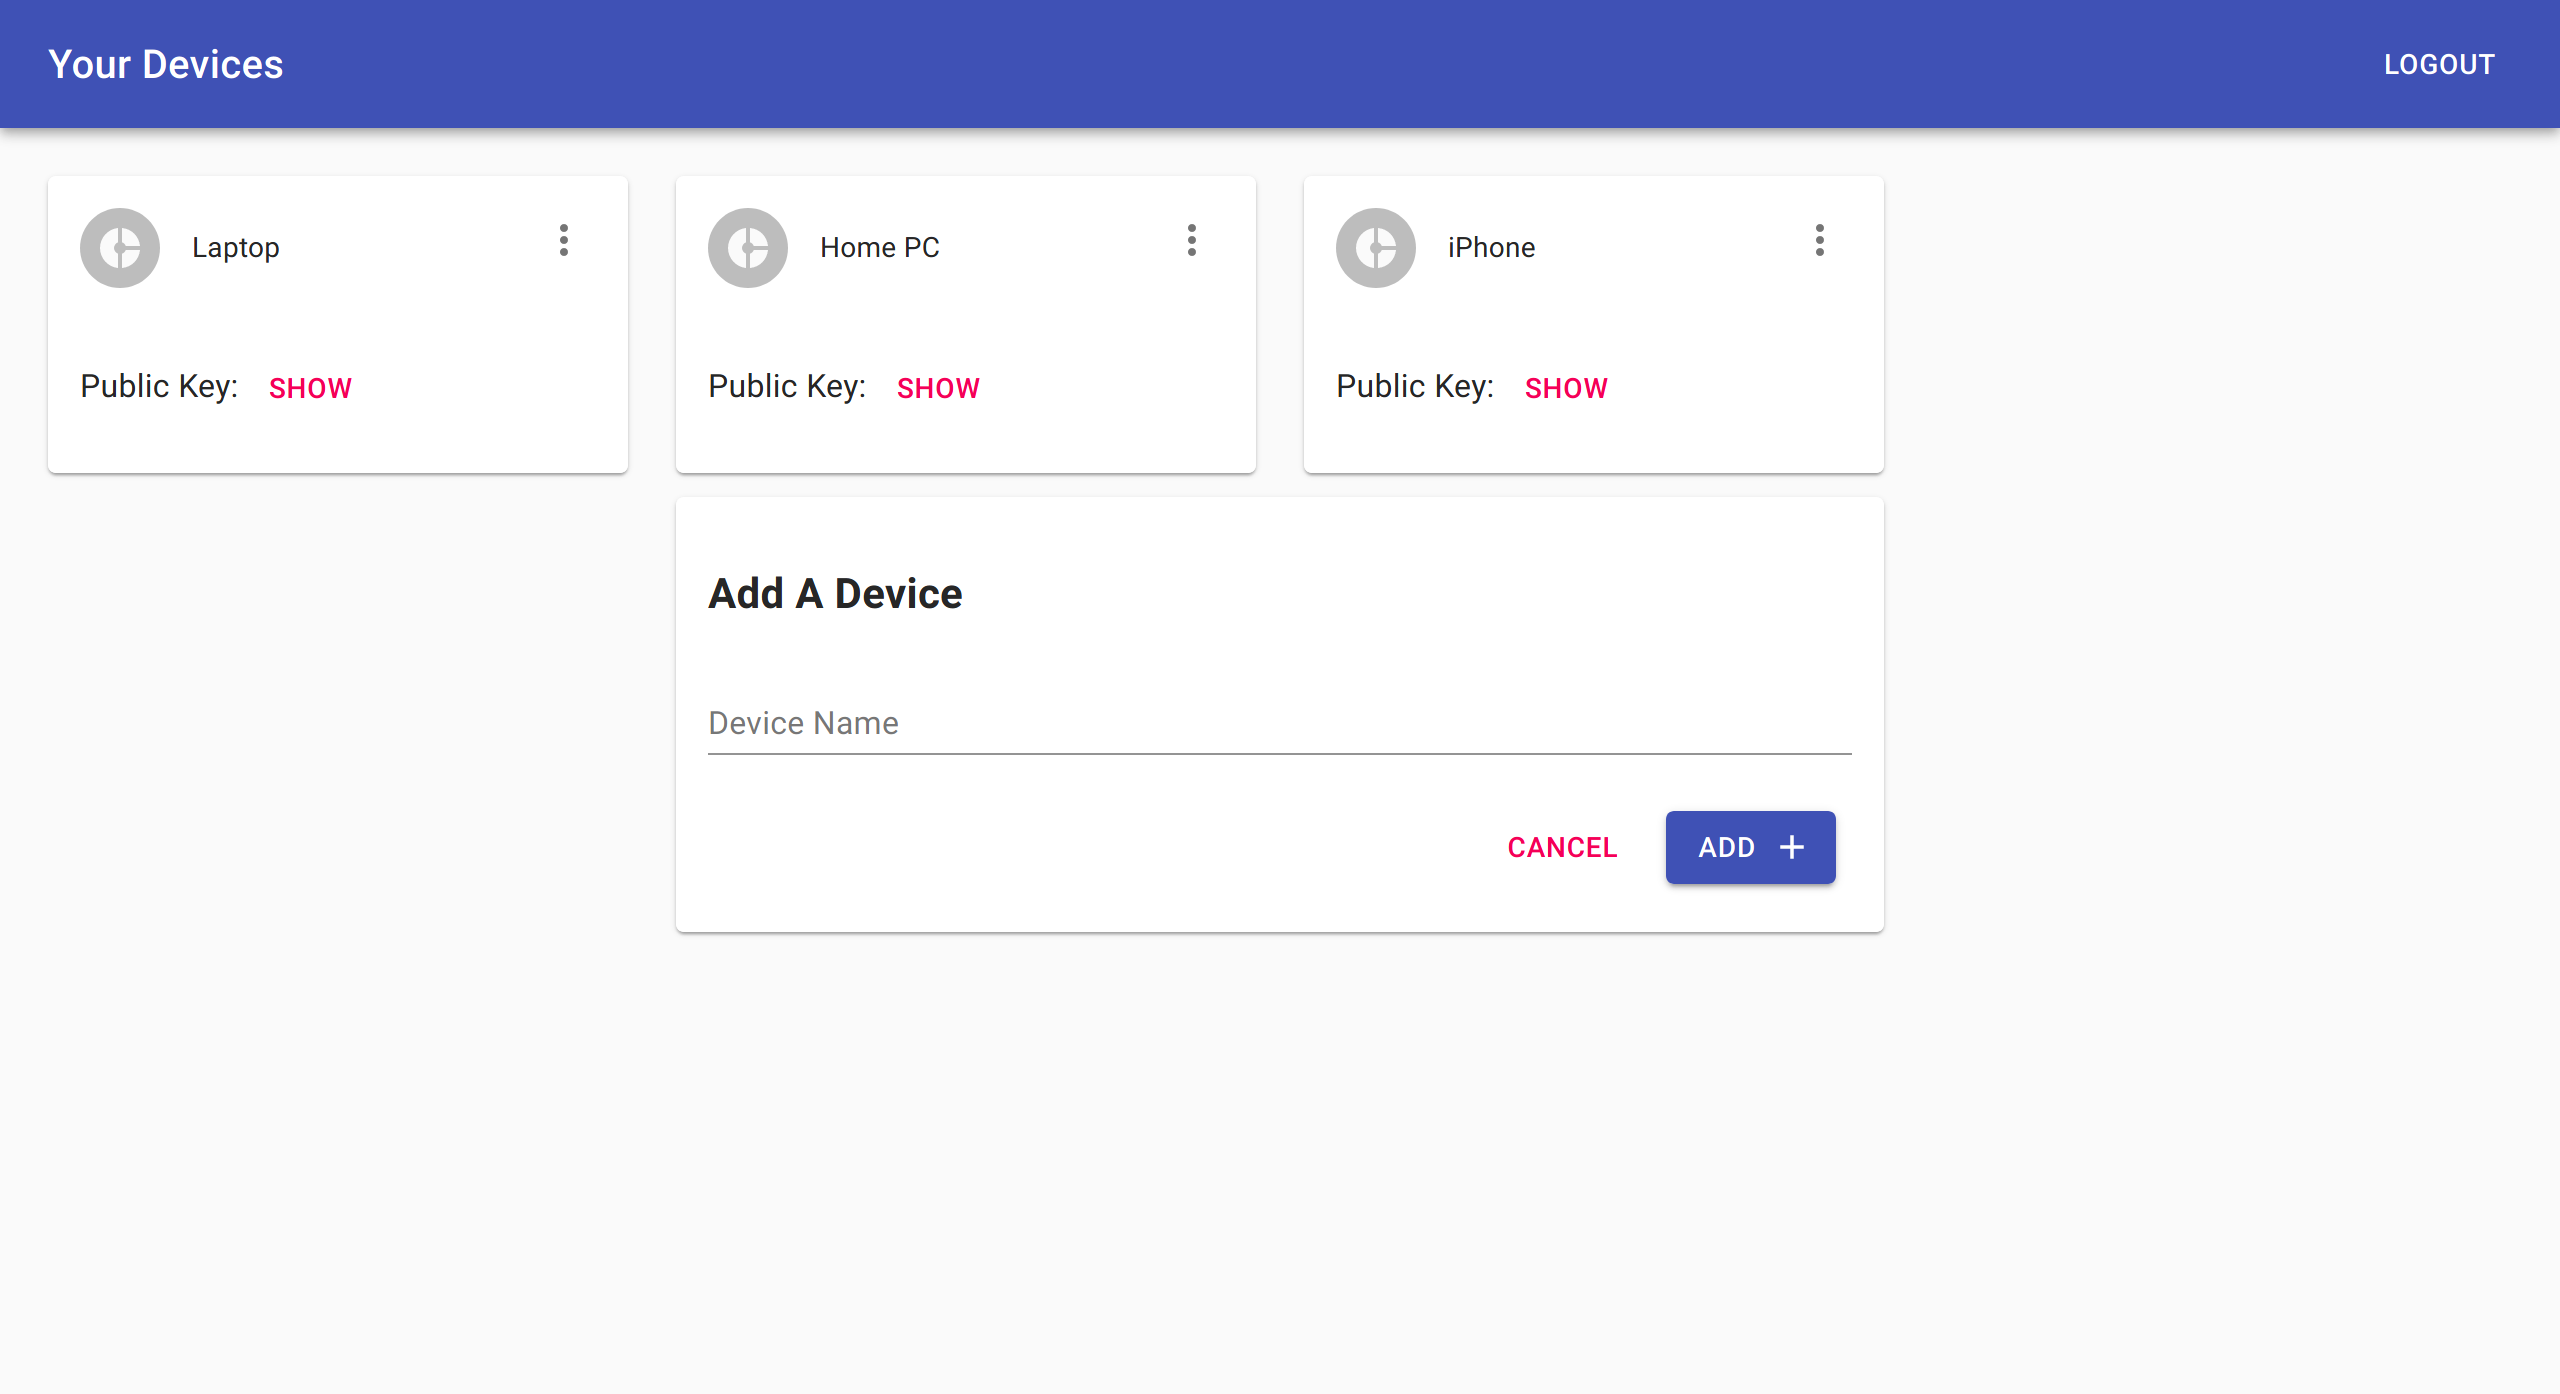 Your Devices
LOGOUT
Laptop
Home PC
iPhone
Public Key: SHOW
Public Key: SHOW
Public Key: SHOW
Add A Device
Device Name
CANCEL
ADD +